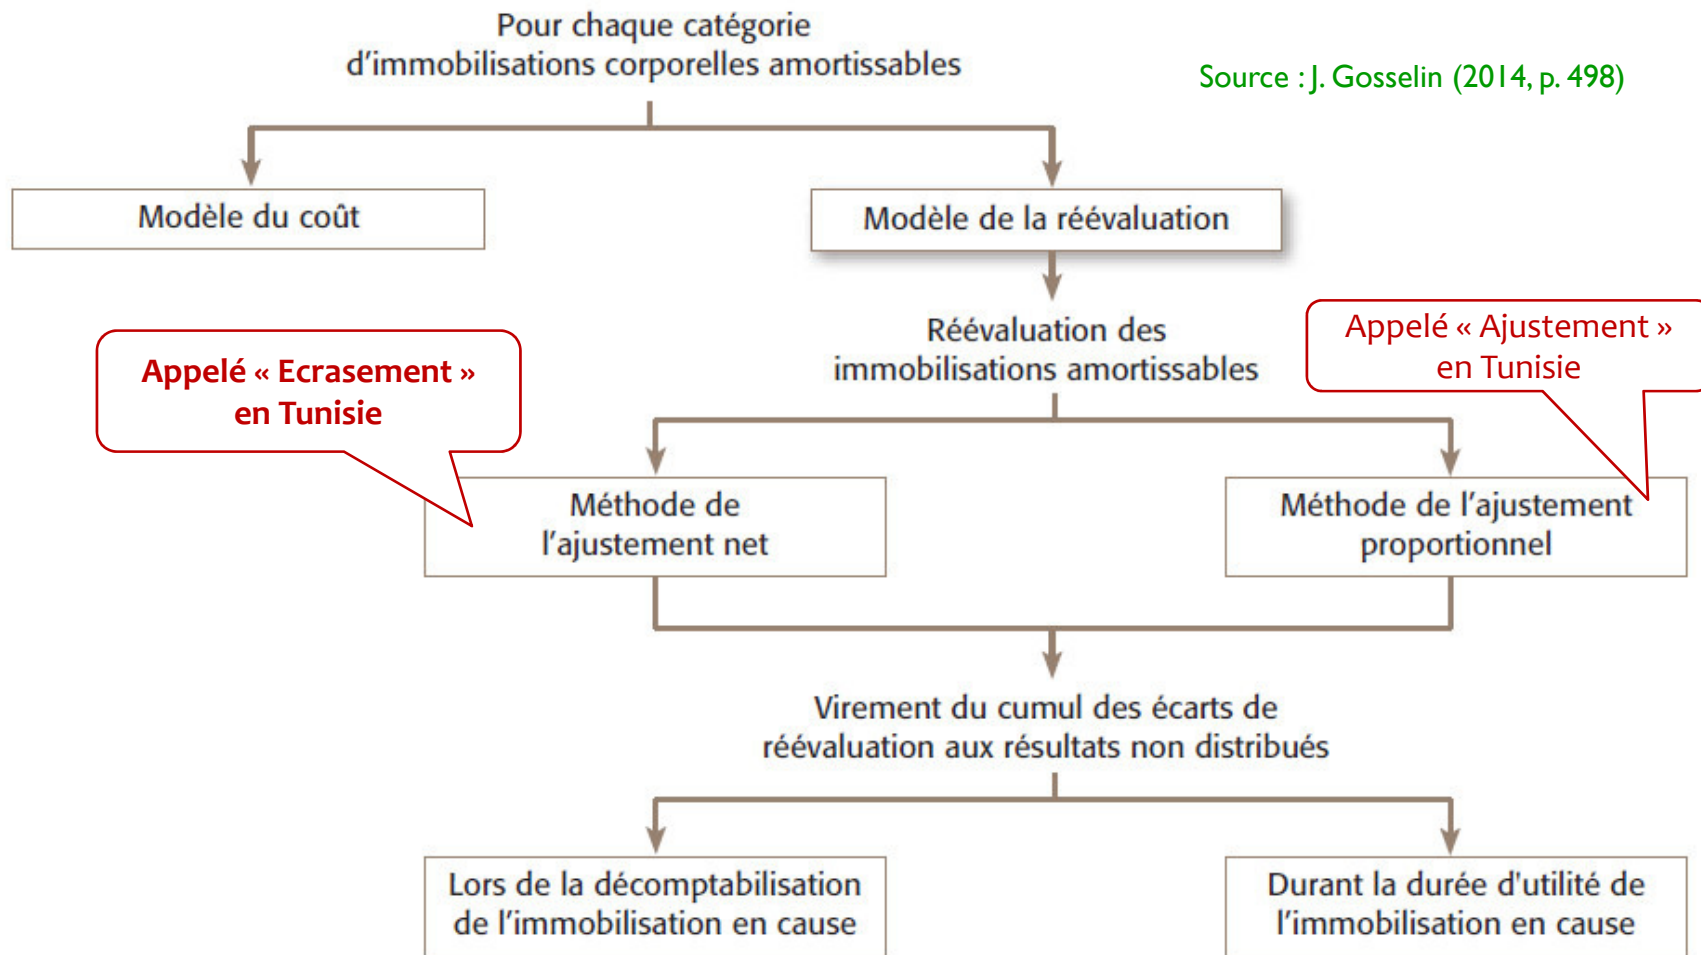 Pour chaque catégorie
d'immobilisations corporelles amortissables
Source : J. Gosselin (2014, p. 498)
Modèle du coût
Modèle de la réévaluation
Réévaluation des
immobilisations amortissables
Appelé « Ecrasement »
en Tunisie
Appelé « Ajustement »
en Tunisie
Méthode de
l'ajustement net
Méthode de l'ajustement
proportionnel
Virement du cumul des écarts de
réévaluation aux résultats non distribués
Lors de la décomptabilisation
de l'immobilisation en cause
Durant la durée d'utilité de
l'immobilisation en cause